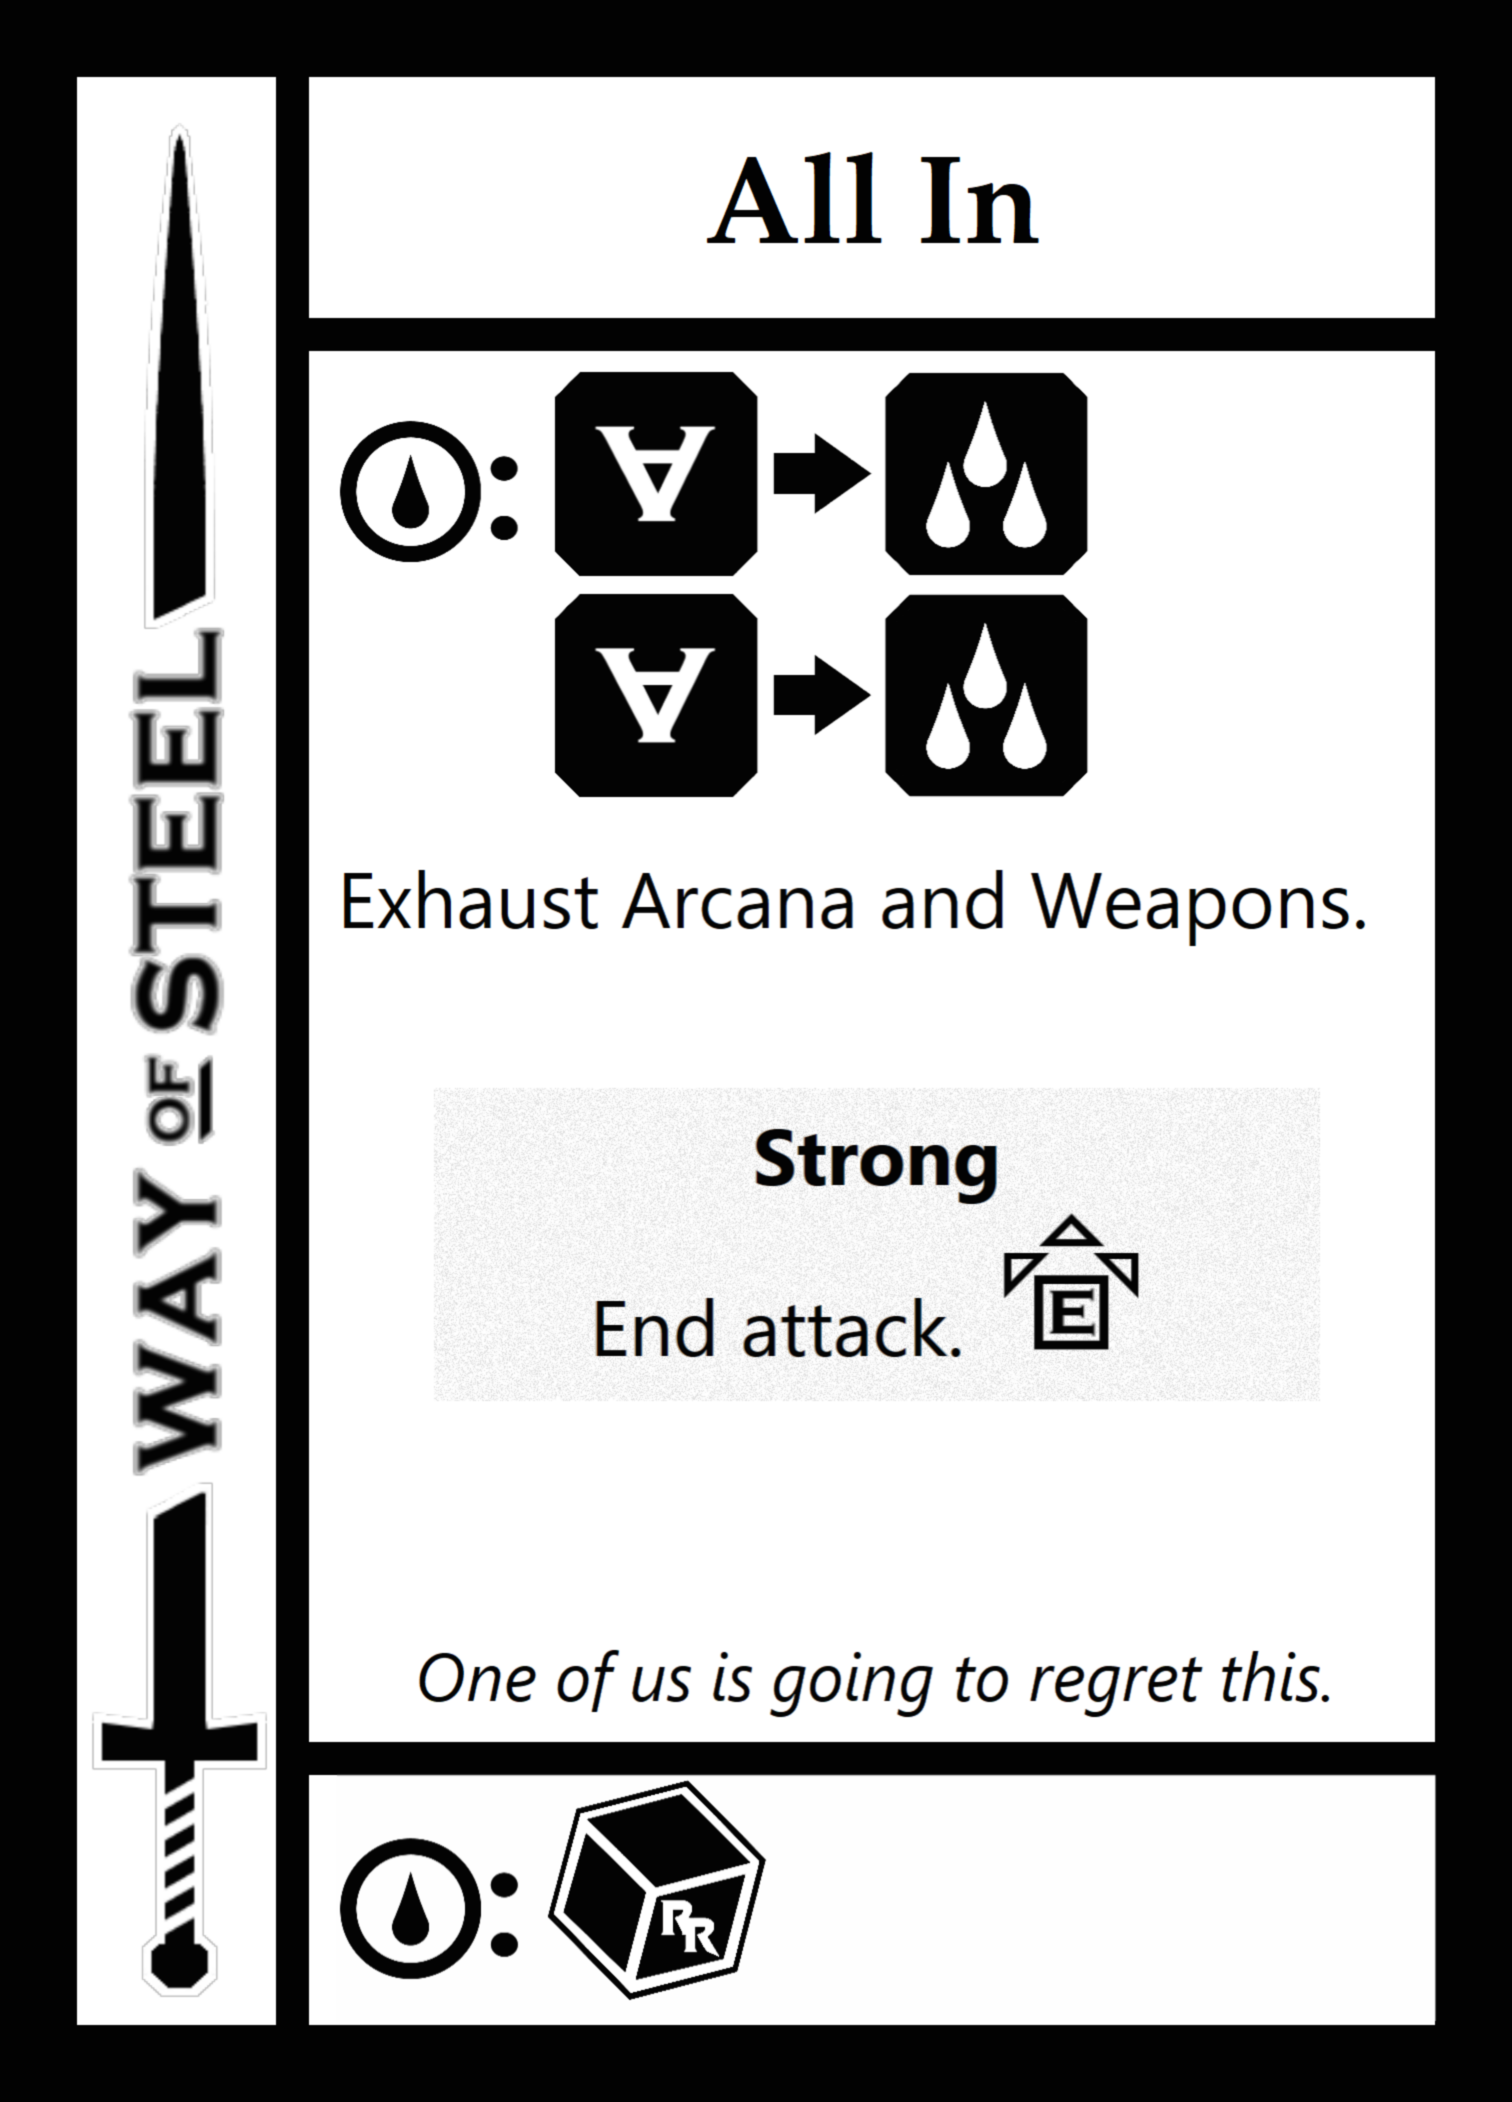 WAY OF STEEL
All In
:
∀
∀
Exhaust Arcana and Weapons.
Strong
End attack.
E
One of us is going to regret this.
:
RR